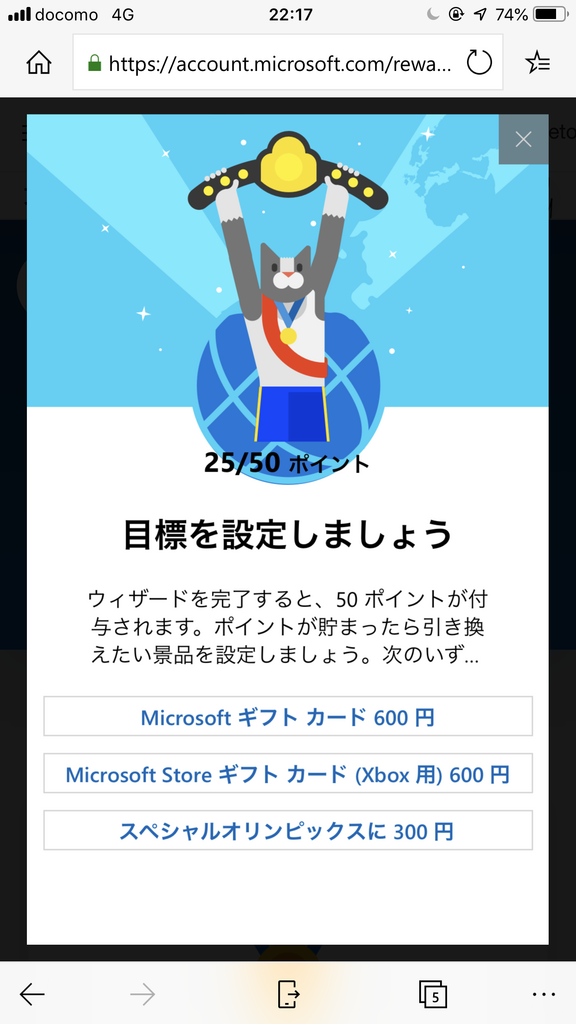 docomo 4G 22:17 74%
https://account.microsoft.com/rewa...
25/50 ポイント
目標を設定しましょう
ウィザードを完了すると、50 ポイントが付
与されます。ポイントが貯まったら引き換
えたい景品を設定しましょう。次のいず...
Microsoft ギフト カード 600 円
Microsoft Store ギフト カード (Xbox 用) 600 円
スペシャルオリンピックスに 300 円
5